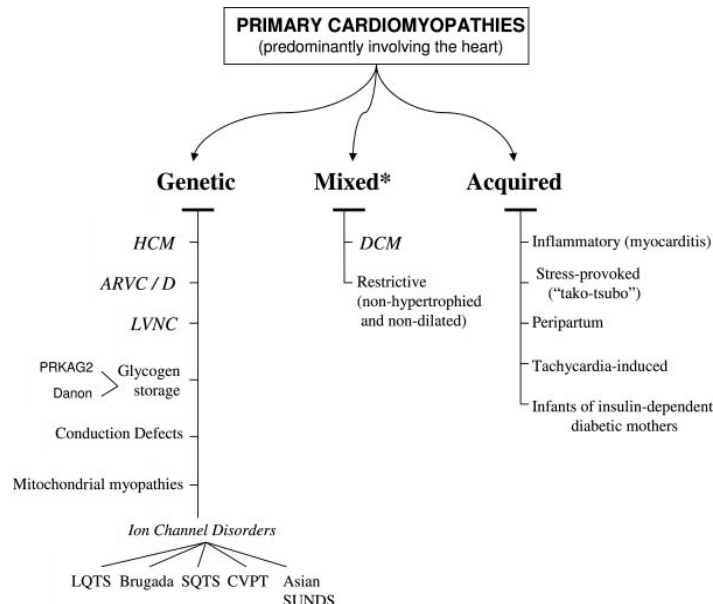 PRIMARY CARDIOMYOPATHIES
(predominantly involving the heart)
Genetic
HCM
ARVC / D
LVNC
PRKAG2
Danon
Glycogen
storage
Conduction Defects
Mitochondrial myopathies
Ion Channel Disorders
LQTS Brugada SQTS CVPT Asian
SUNDS
Mixed*
DCM
Restrictive
(non-hypertrophied
and non-dilated)
Acquired
Inflammatory (myocarditis)
Stress-provoked
(“tako-tsubo”)
Peripartum
Tachycardia-induced
Infants of insulin-dependent
diabetic mothers